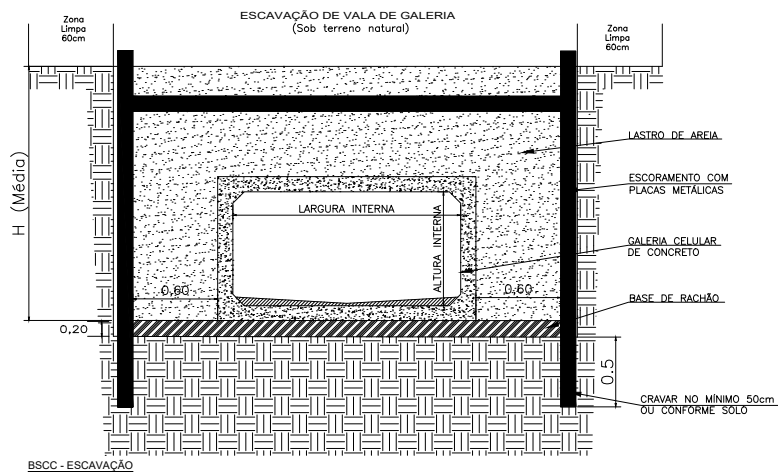 ESCAVAÇÃO DE VALA DE GALERIA
(Sob terreno natural)
Zona
Limpa
60cm
Zona
Limpa
60cm
H (Média)
LASTRO DE AREIA
ESCORAMENTO COM
PLACAS METÁLICAS
LARGURA INTERNA
ALTURA INTERNA
GALERIA CELULAR
DE CONCRETO
0,60
0,60
BASE DE RACHÃO
0,20
0.5
CRAVAR NO MÍNIMO 50cm
OU CONFORME SOLO
BSCC - ESCAVAÇÃO